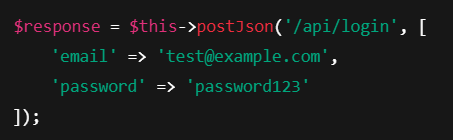 $response = $this->postJson('/api/login', [
    'email' => 'test@example.com',
    'password' => 'password123'
]);